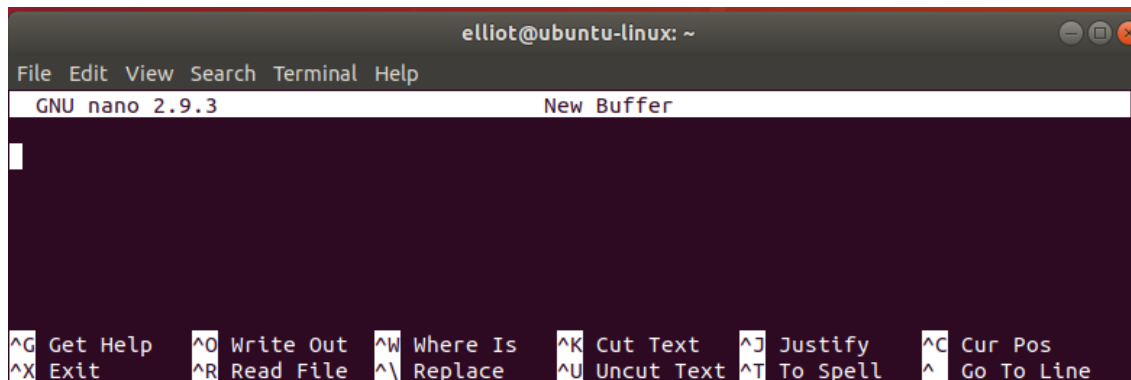 elliot@ubuntu-linux: ~
File Edit View Search Terminal Help
GNU nano 2.9.3 New Buffer
^G Get Help ^O Write Out ^W Where Is ^K Cut Text ^J Justify ^C Cur Pos
^X Exit ^R Read File ^\ Replace ^U Uncut Text ^T To Spell ^ Go To Line